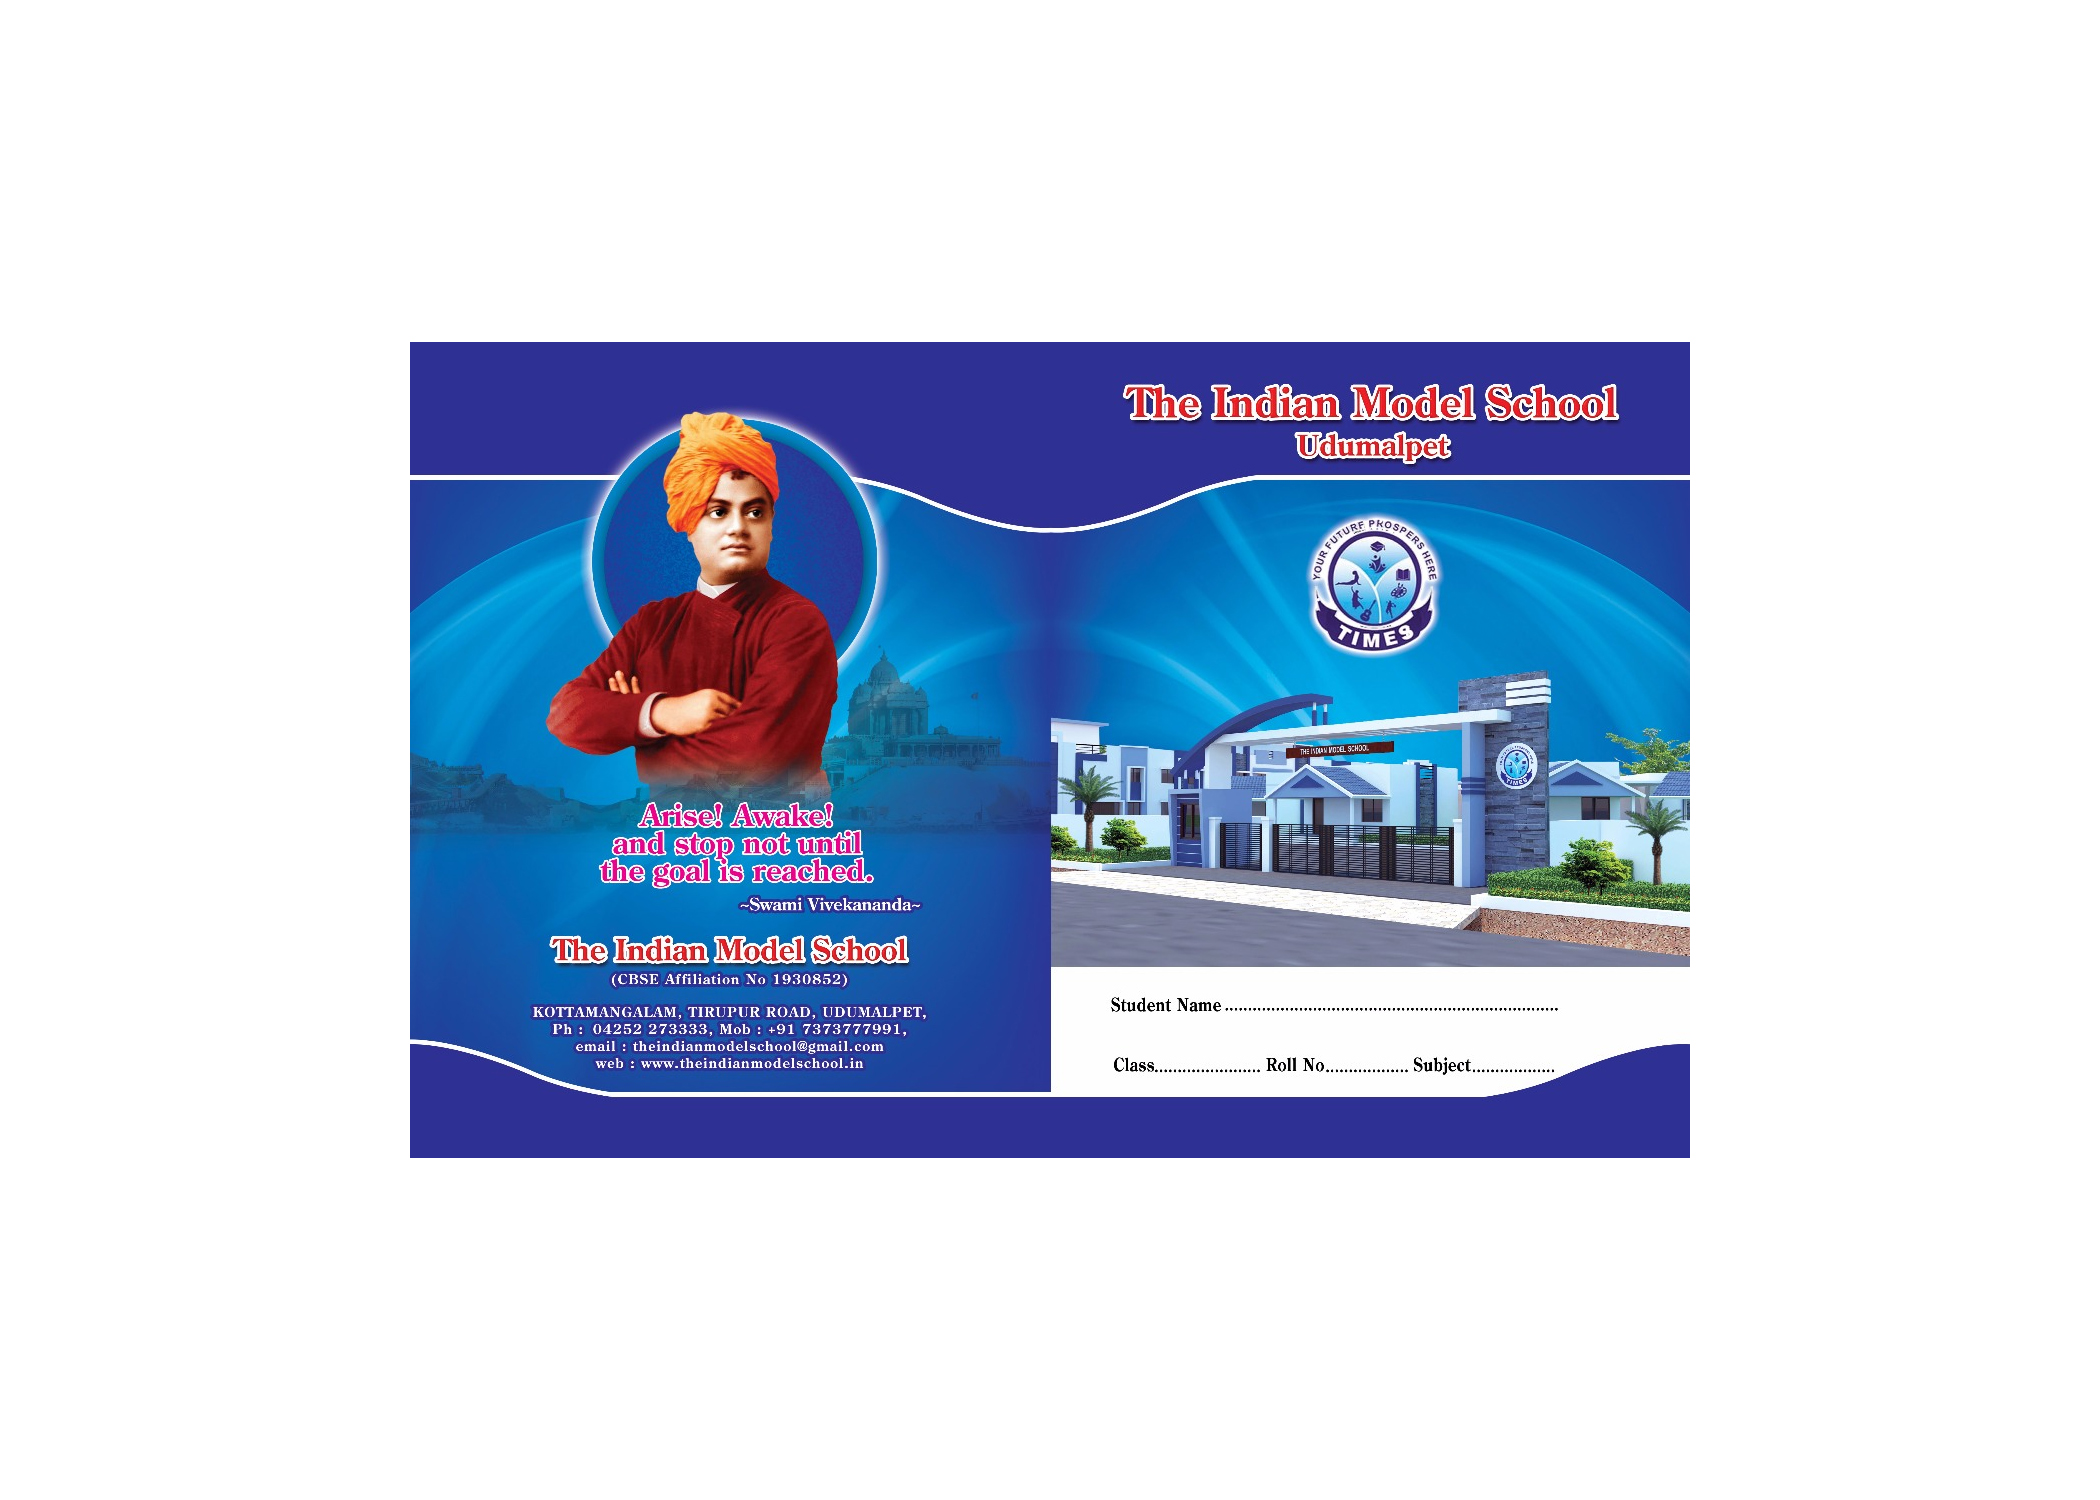 The Indian Model School
Udumalpet
YOUR FUTURE PROSPERS HERE
TIMES
THE INDIAN MODEL SCHOOL
TIMES
Student Name
Class Roll No Subject
Arise! Awake!
and stop not until
the goal is reached.
~Swami Vivekananda~
The Indian Model School
(CBSE Affiliation No 1930852)
KOTTAMANGALAM, TIRUPUR ROAD, UDUMALPET,
Ph : 04252 273333, Mob : +91 7373777991,
email : theindianmodelschool@gmail.com
web : www.theindianmodelschool.in